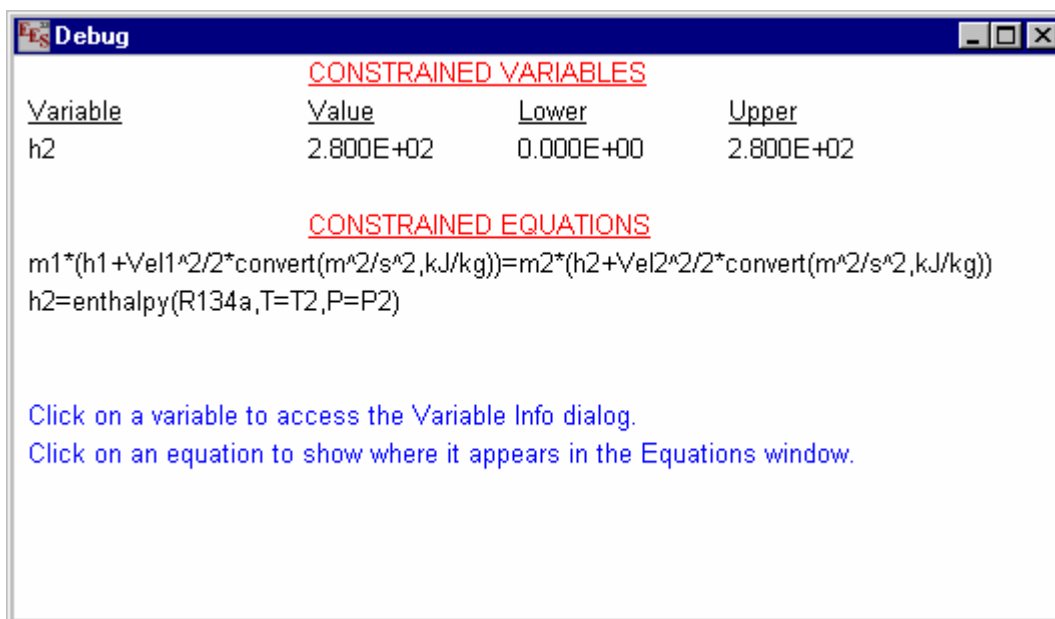 EES Debug
CONSTRAINED VARIABLES
Variable Value Lower Upper
h2 2.800E+02 0.000E+00 2.800E+02
CONSTRAINED EQUATIONS
m1*(h1+Vel1^2/2*convert(m^2/s^2,kJ/kg))=m2*(h2+Vel2^2/2*convert(m^2/s^2,kJ/kg))
h2=enthalpy(R134a,T=T2,P=P2)
Click on a variable to access the Variable Info dialog.
Click on an equation to show where it appears in the Equations window.